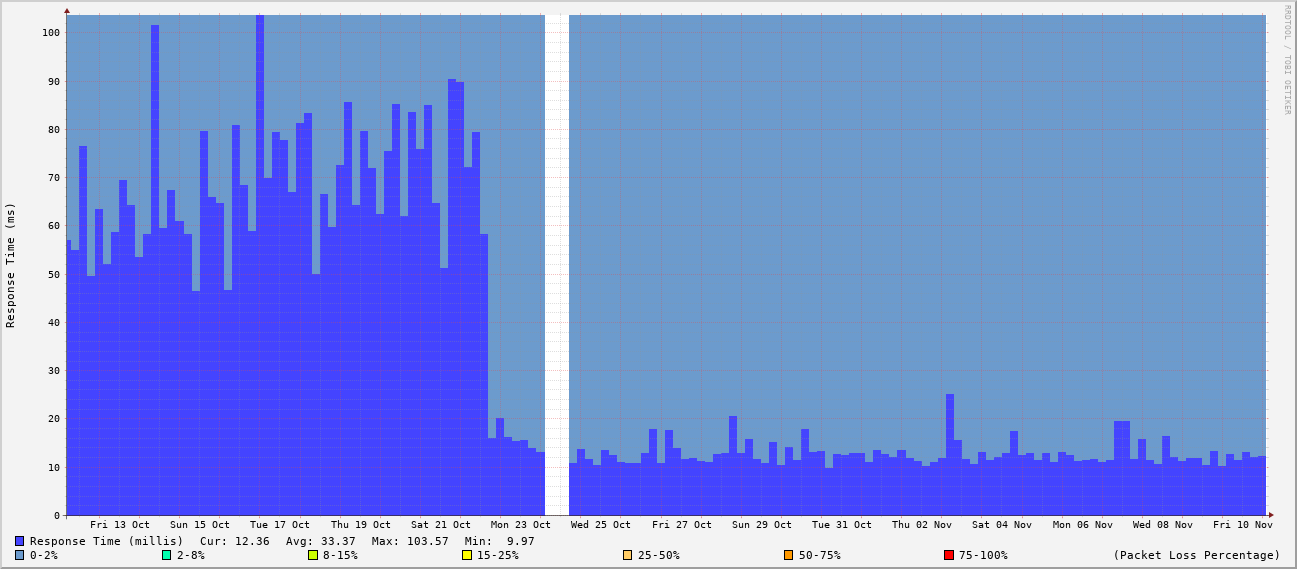 RRDTOOL / TOBI OETIKER
Response Time (ms)
100
90
80
70
60
50
40
30
20
10
0
Fri 13 Oct Sun 15 Oct Tue 17 Oct Thu 19 Oct Sat 21 Oct Mon 23 Oct Wed 25 Oct Fri 27 Oct Sun 29 Oct Tue 31 Oct Thu 02 Nov Sat 04 Nov Mon 06 Nov Wed 08 Nov Fri 10 Nov
Response Time (millis) Cur: 12.36 Avg: 33.37 Max: 103.57 Min: 9.97
0-2% 2-8% 8-15% 15-25% 25-50% 50-75% 75-100% (Packet Loss Percentage)